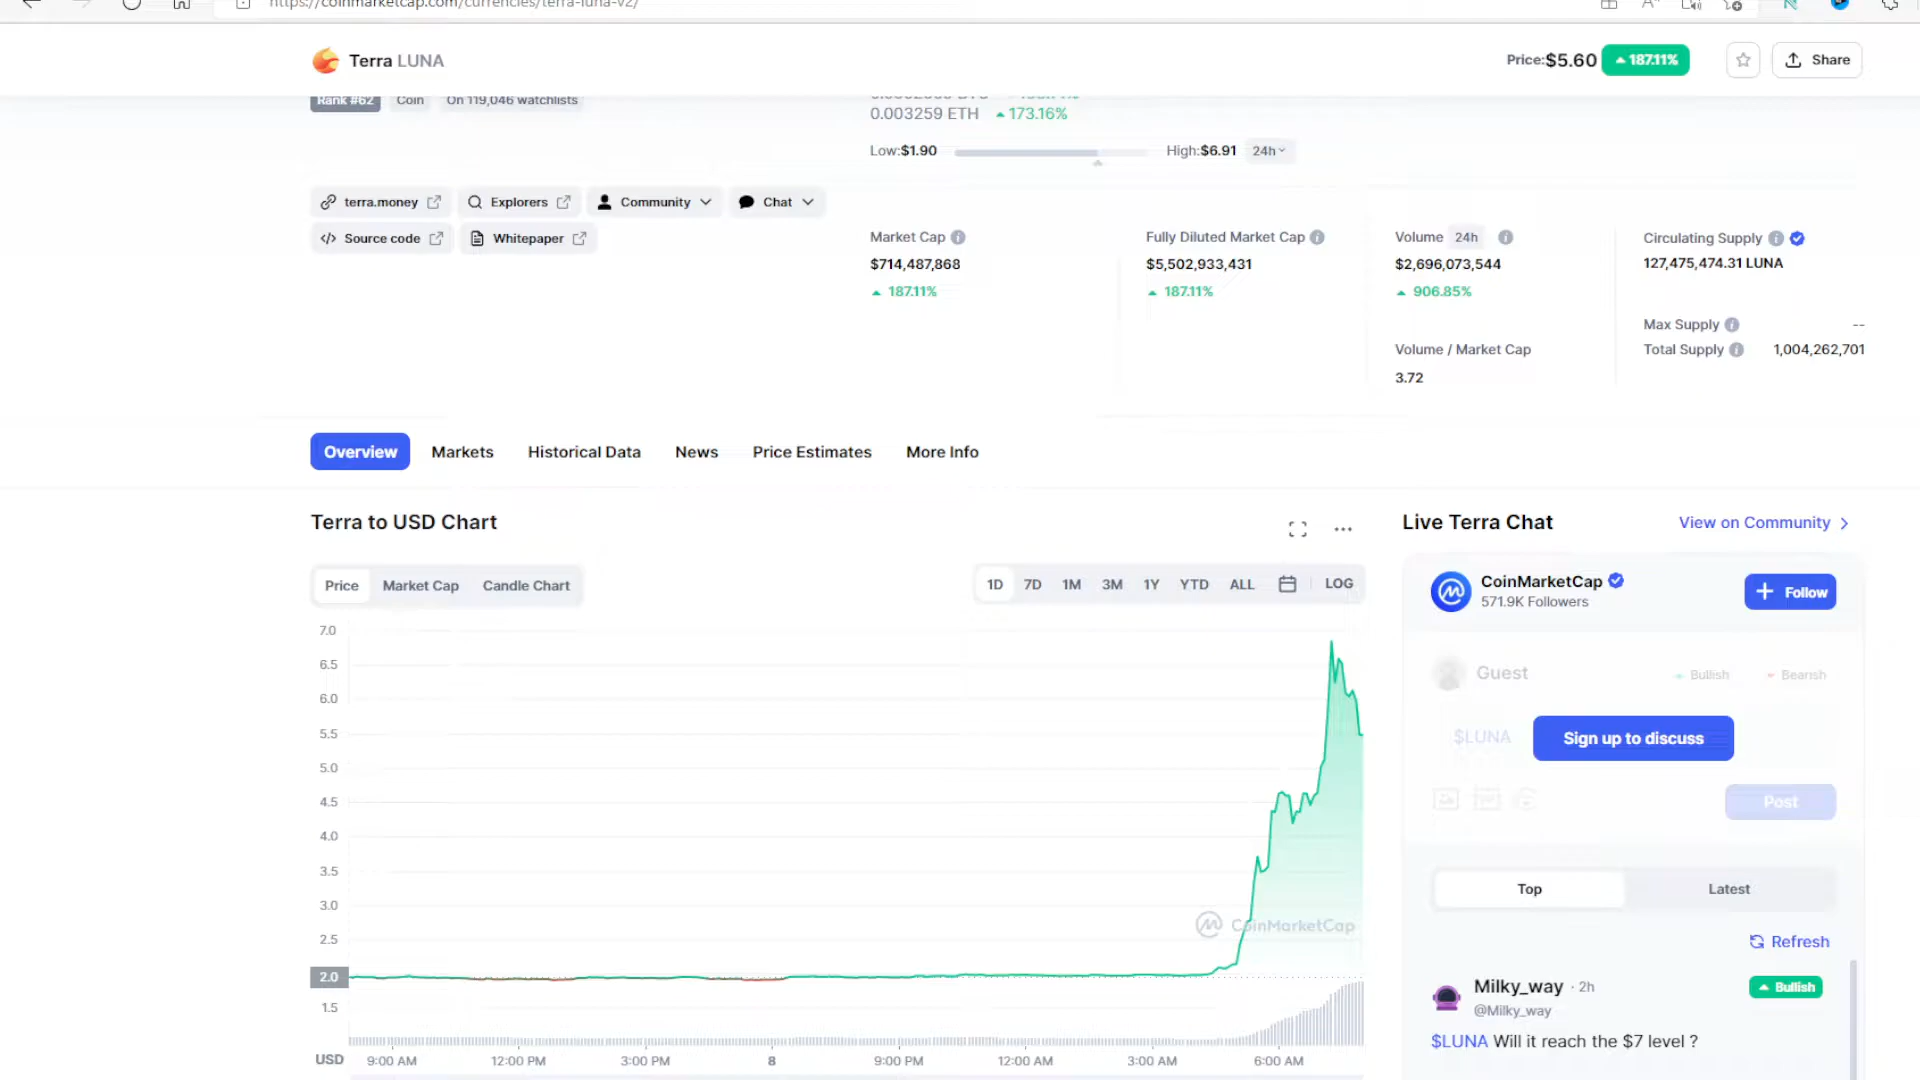 https://coinmarketcap.com/currencies/terra-luna-v2/
Terra LUNA
Price:$5.60 187.11%
Share
Rank #62 Coin On 119,046 watchlists
0.003259 ETH 173.16%
Low:$1.90 High:$6.91 24h
terra.money Explorers Community Chat
Source code Whitepaper
Market Cap
$714,487,868
187.11%
Fully Diluted Market Cap
$5,502,933,431
187.11%
Volume 24h
$2,696,073,544
906.85%
Volume / Market Cap
3.72
Circulating Supply
127,475,474.31 LUNA
Max Supply --
Total Supply 1,004,262,701
Overview Markets Historical Data News Price Estimates More Info
Terra to USD Chart
Price Market Cap Candle Chart
1D 7D 1M 3M 1Y YTD ALL LOG
7.0
6.5
6.0
5.5
5.0
4.5
4.0
3.5
3.0
2.5
2.0
1.5
CoinMarketCap
USD 9:00 AM 12:00 PM 3:00 PM 8 9:00 PM 12:00 AM 3:00 AM 6:00 AM
Live Terra Chat
View on Community
CoinMarketCap
571.9K Followers
Follow
Guest
Bullish Bearish
$LUNA
Sign up to discuss
Post
Top Latest
Refresh
Milky_way · 2h
@Milky_way
Bullish
$LUNA Will it reach the $7 level ?